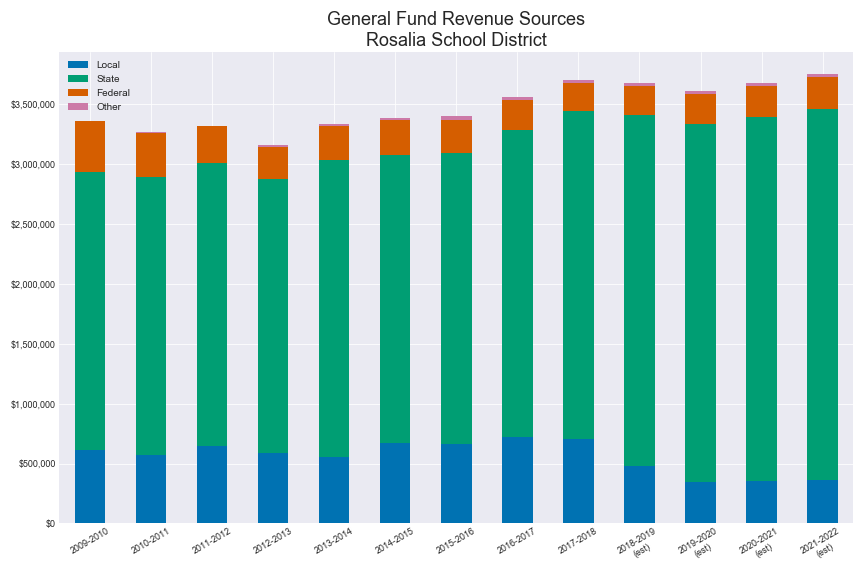 General Fund Revenue Sources
Rosalia School District
Local
State
Federal
Other
$3,500,000
$3,000,000
$2,500,000
$2,000,000
$1,500,000
$1,000,000
$500,000
$0
2009-2010
2010-2011
2011-2012
2012-2013
2013-2014
2014-2015
2015-2016
2016-2017
2017-2018
2018-2019
(est)
2019-2020
(est)
2020-2021
(est)
2021-2022
(est)